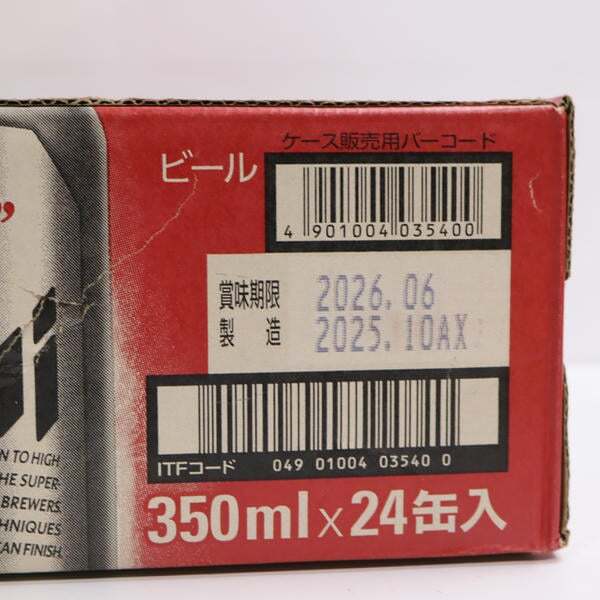 ケース販売用バーコード
ビール
4 901004 035400
賞味期限 2026.06
製造 2025.10AX
ITFコード 049 01004 03540 0
350ml×24缶入
N TO HIGH
HE SUPER-
BREWERS.
CHNIQUES
AN FINISH.